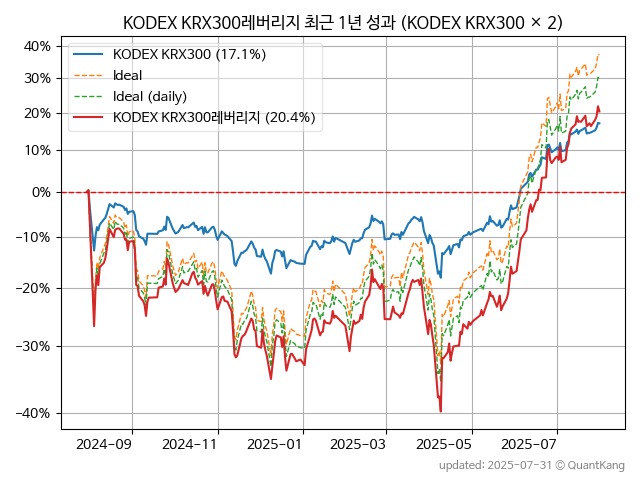 KODEX KRX300레버리지 최근 1년 성과 (KODEX KRX300 × 2)
40%
30%
20%
10%
0%
−10%
−20%
−30%
−40%
KODEX KRX300 (17.1%)
Ideal
Ideal (daily)
KODEX KRX300레버리지 (20.4%)
2024-09
2024-11
2025-01
2025-03
2025-05
2025-07
updated: 2025-07-31 © QuantKang